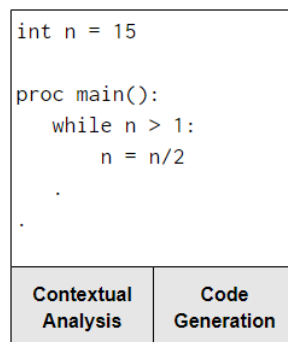 int n = 15
proc main():
while n > 1:
n = n/2
.
.
Contextual Analysis
Code Generation